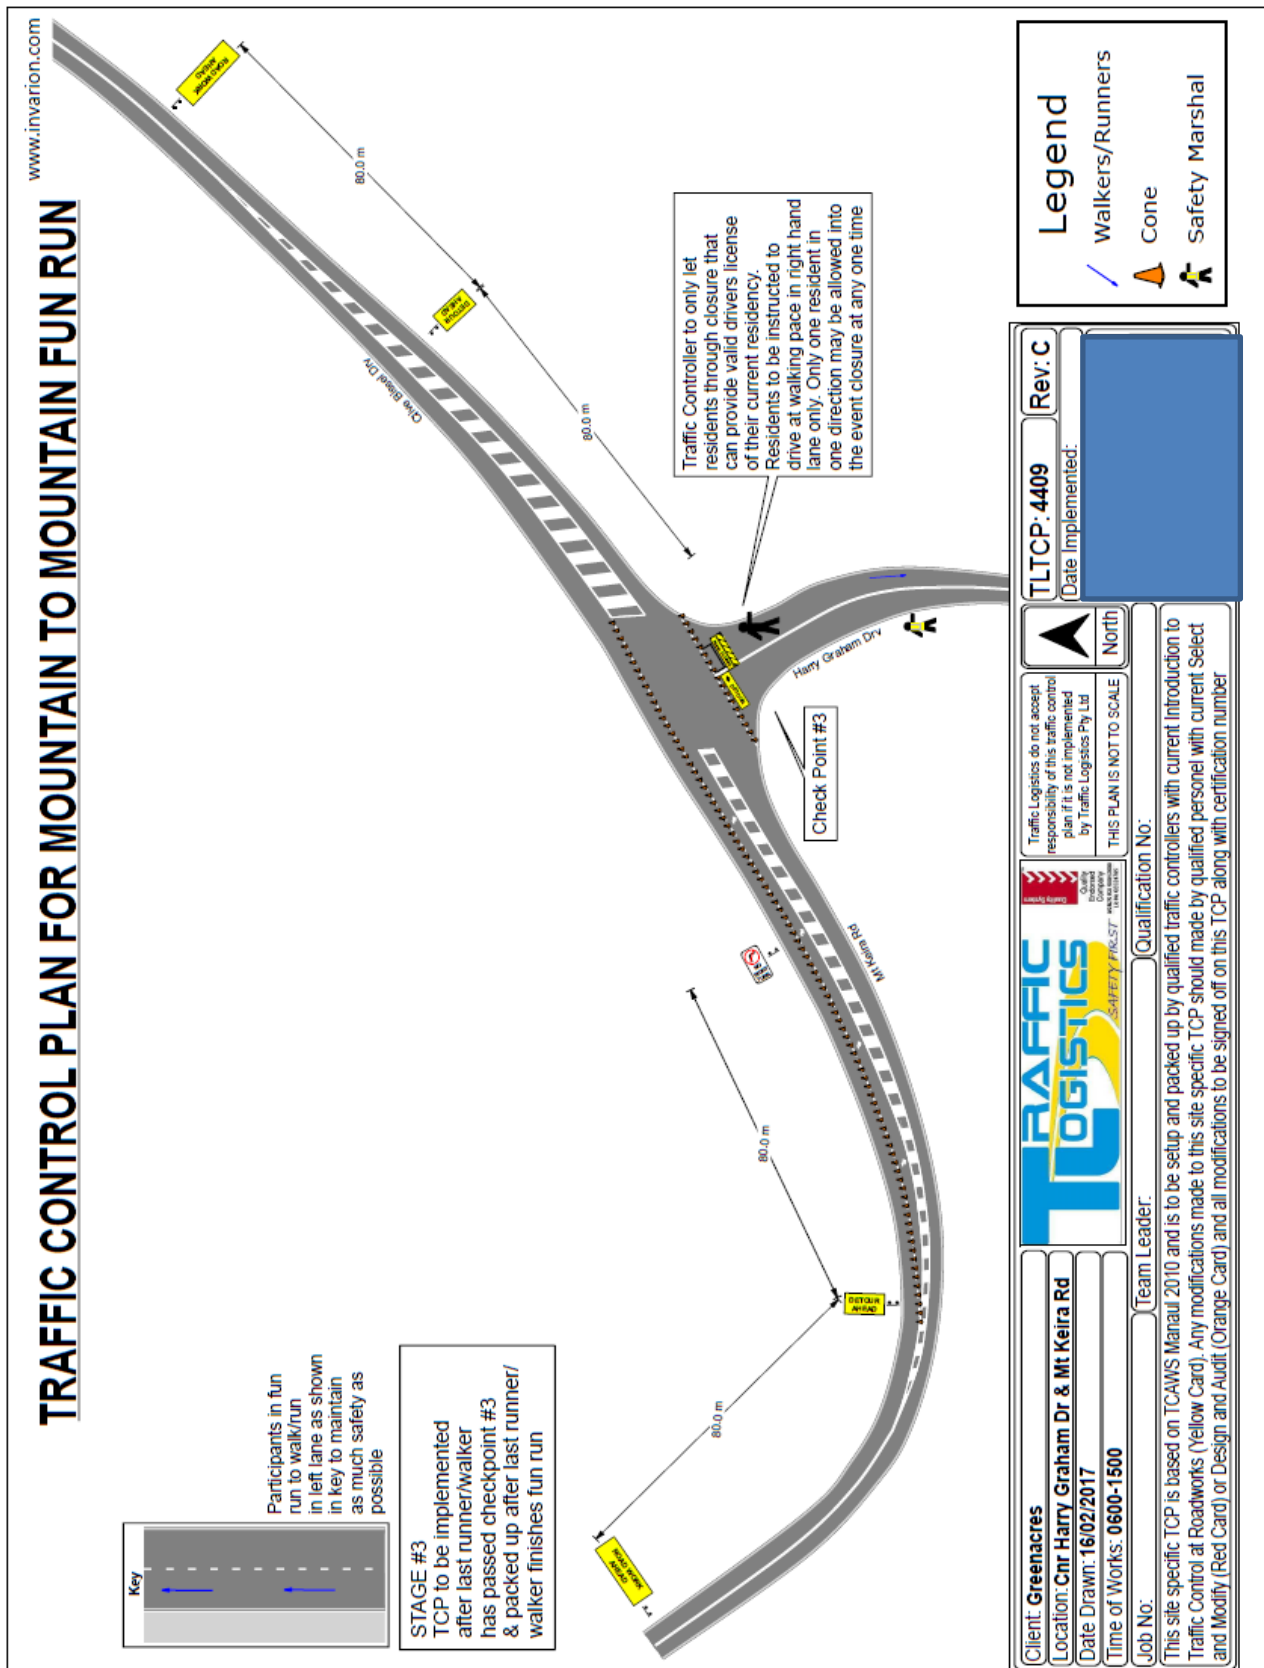 www.invarion.com
TRAFFIC CONTROL PLAN FOR MOUNTAIN TO MOUNTAIN FUN RUN
Key
Participants in fun
run to walk/run
in left lane as shown
in key to maintain
as much safety as
possible
STAGE #3
TCP to be implemented
after last runner/walker
has passed checkpoint #3
& packed up after last runner/
walker finishes fun run
ROAD WORK
AHEAD
80.0 m
DETOUR
AHEAD
80.0 m
Mt Keira Rd
Check Point #3
Harry Graham Drv
Clive Bissel Drv
80.0 m
DETOUR
AHEAD
80.0 m
ROAD WORK
AHEAD
Traffic Controller to only let
residents through closure that
can provide valid drivers license
of their current residency.
Residents to be instructed to
drive at walking pace in right hand
lane only. Only one resident in
one direction may be allowed into
the event closure at any one time
Legend
Walkers/Runners
Cone
Safety Marshal
Client: Greenacres
Location: Cnr Harry Graham Dr & Mt Keira Rd
Date Drawn: 16/02/2017
Time of Works: 0600-1500
Job No:
Team Leader:
Qualification No:
TRAFFIC
LOGISTICS
SAFETY FIRST
Quality System
Quality
Endorsed
Company
Traffic Logistics do not accept
responsibility of this traffic control
plan if it is not implemented
by Traffic Logistics Pty Ltd
THIS PLAN IS NOT TO SCALE
North
TLTCP: 4409
Rev: C
Date Implemented:
This site specific TCP is based on TCAWS Manaul 2010 and is to be setup and packed up by qualified traffic controllers with current Introduction to
Traffic Control at Roadworks (Yellow Card). Any modifications made to this site specific TCP should made by qualified personel with current Select
and Modify (Red Card) or Design and Audit (Orange Card) and all modifications to be signed off on this TCP along with certification number